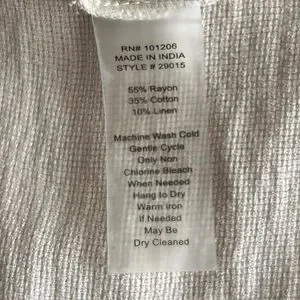 RN# 101206
MADE IN INDIA
STYLE # 29015
55% Rayon
35% Cotton
10% Linen
Machine Wash Cold
Gentle Cycle
Only Non
Chlorine Bleach
When Needed
Hang to Dry
Warm Iron
If Needed
May Be
Dry Cleaned